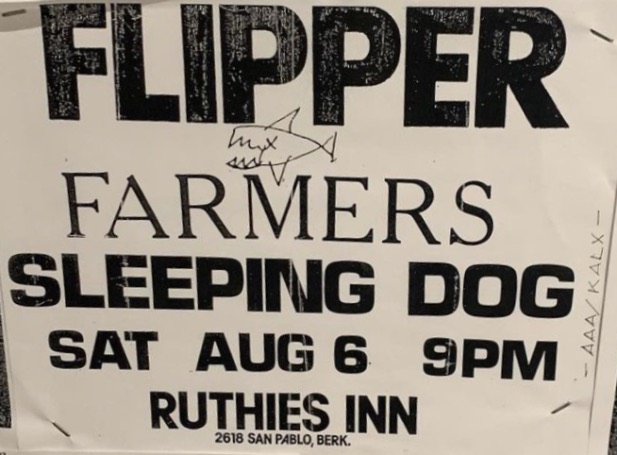 FLIPPER
FARMERS
SLEEPING DOG
SAT AUG 6 9PM
RUTHIES INN
2618 SAN PABLO, BERK.
- AAA/KALX -